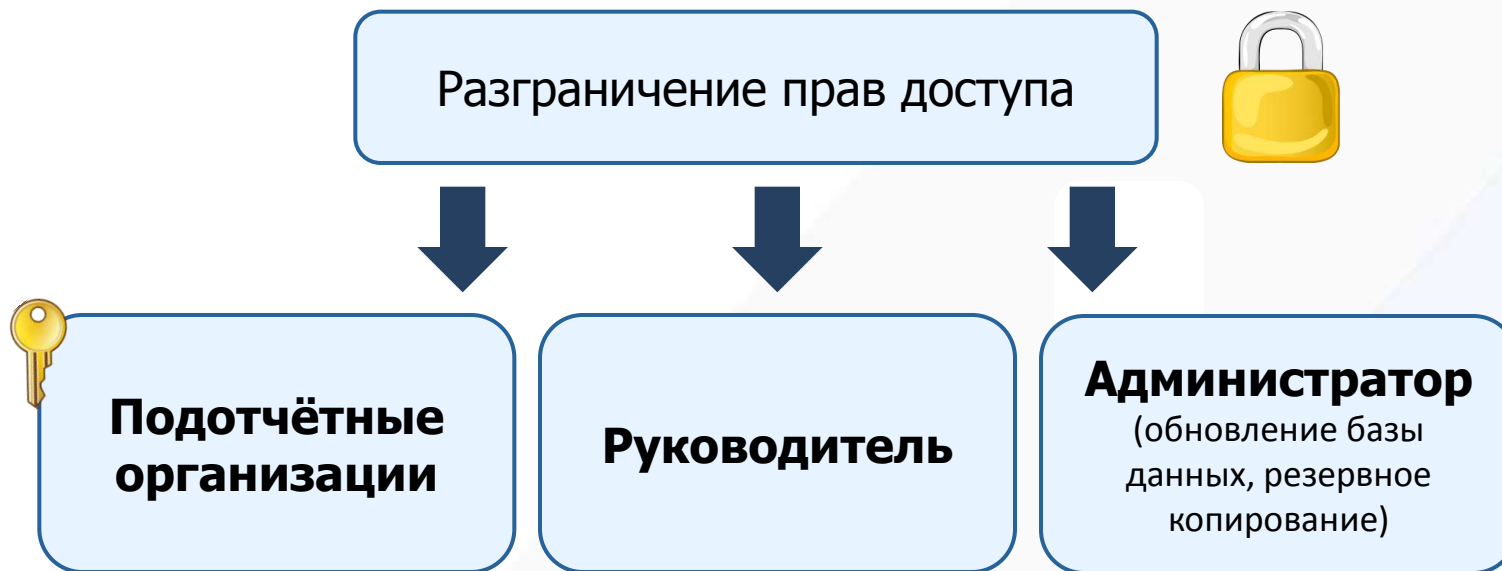 Разграничение прав доступа
Подотчётные
организации
Руководитель
Администратор
(обновление базы
данных, резервное
копирование)